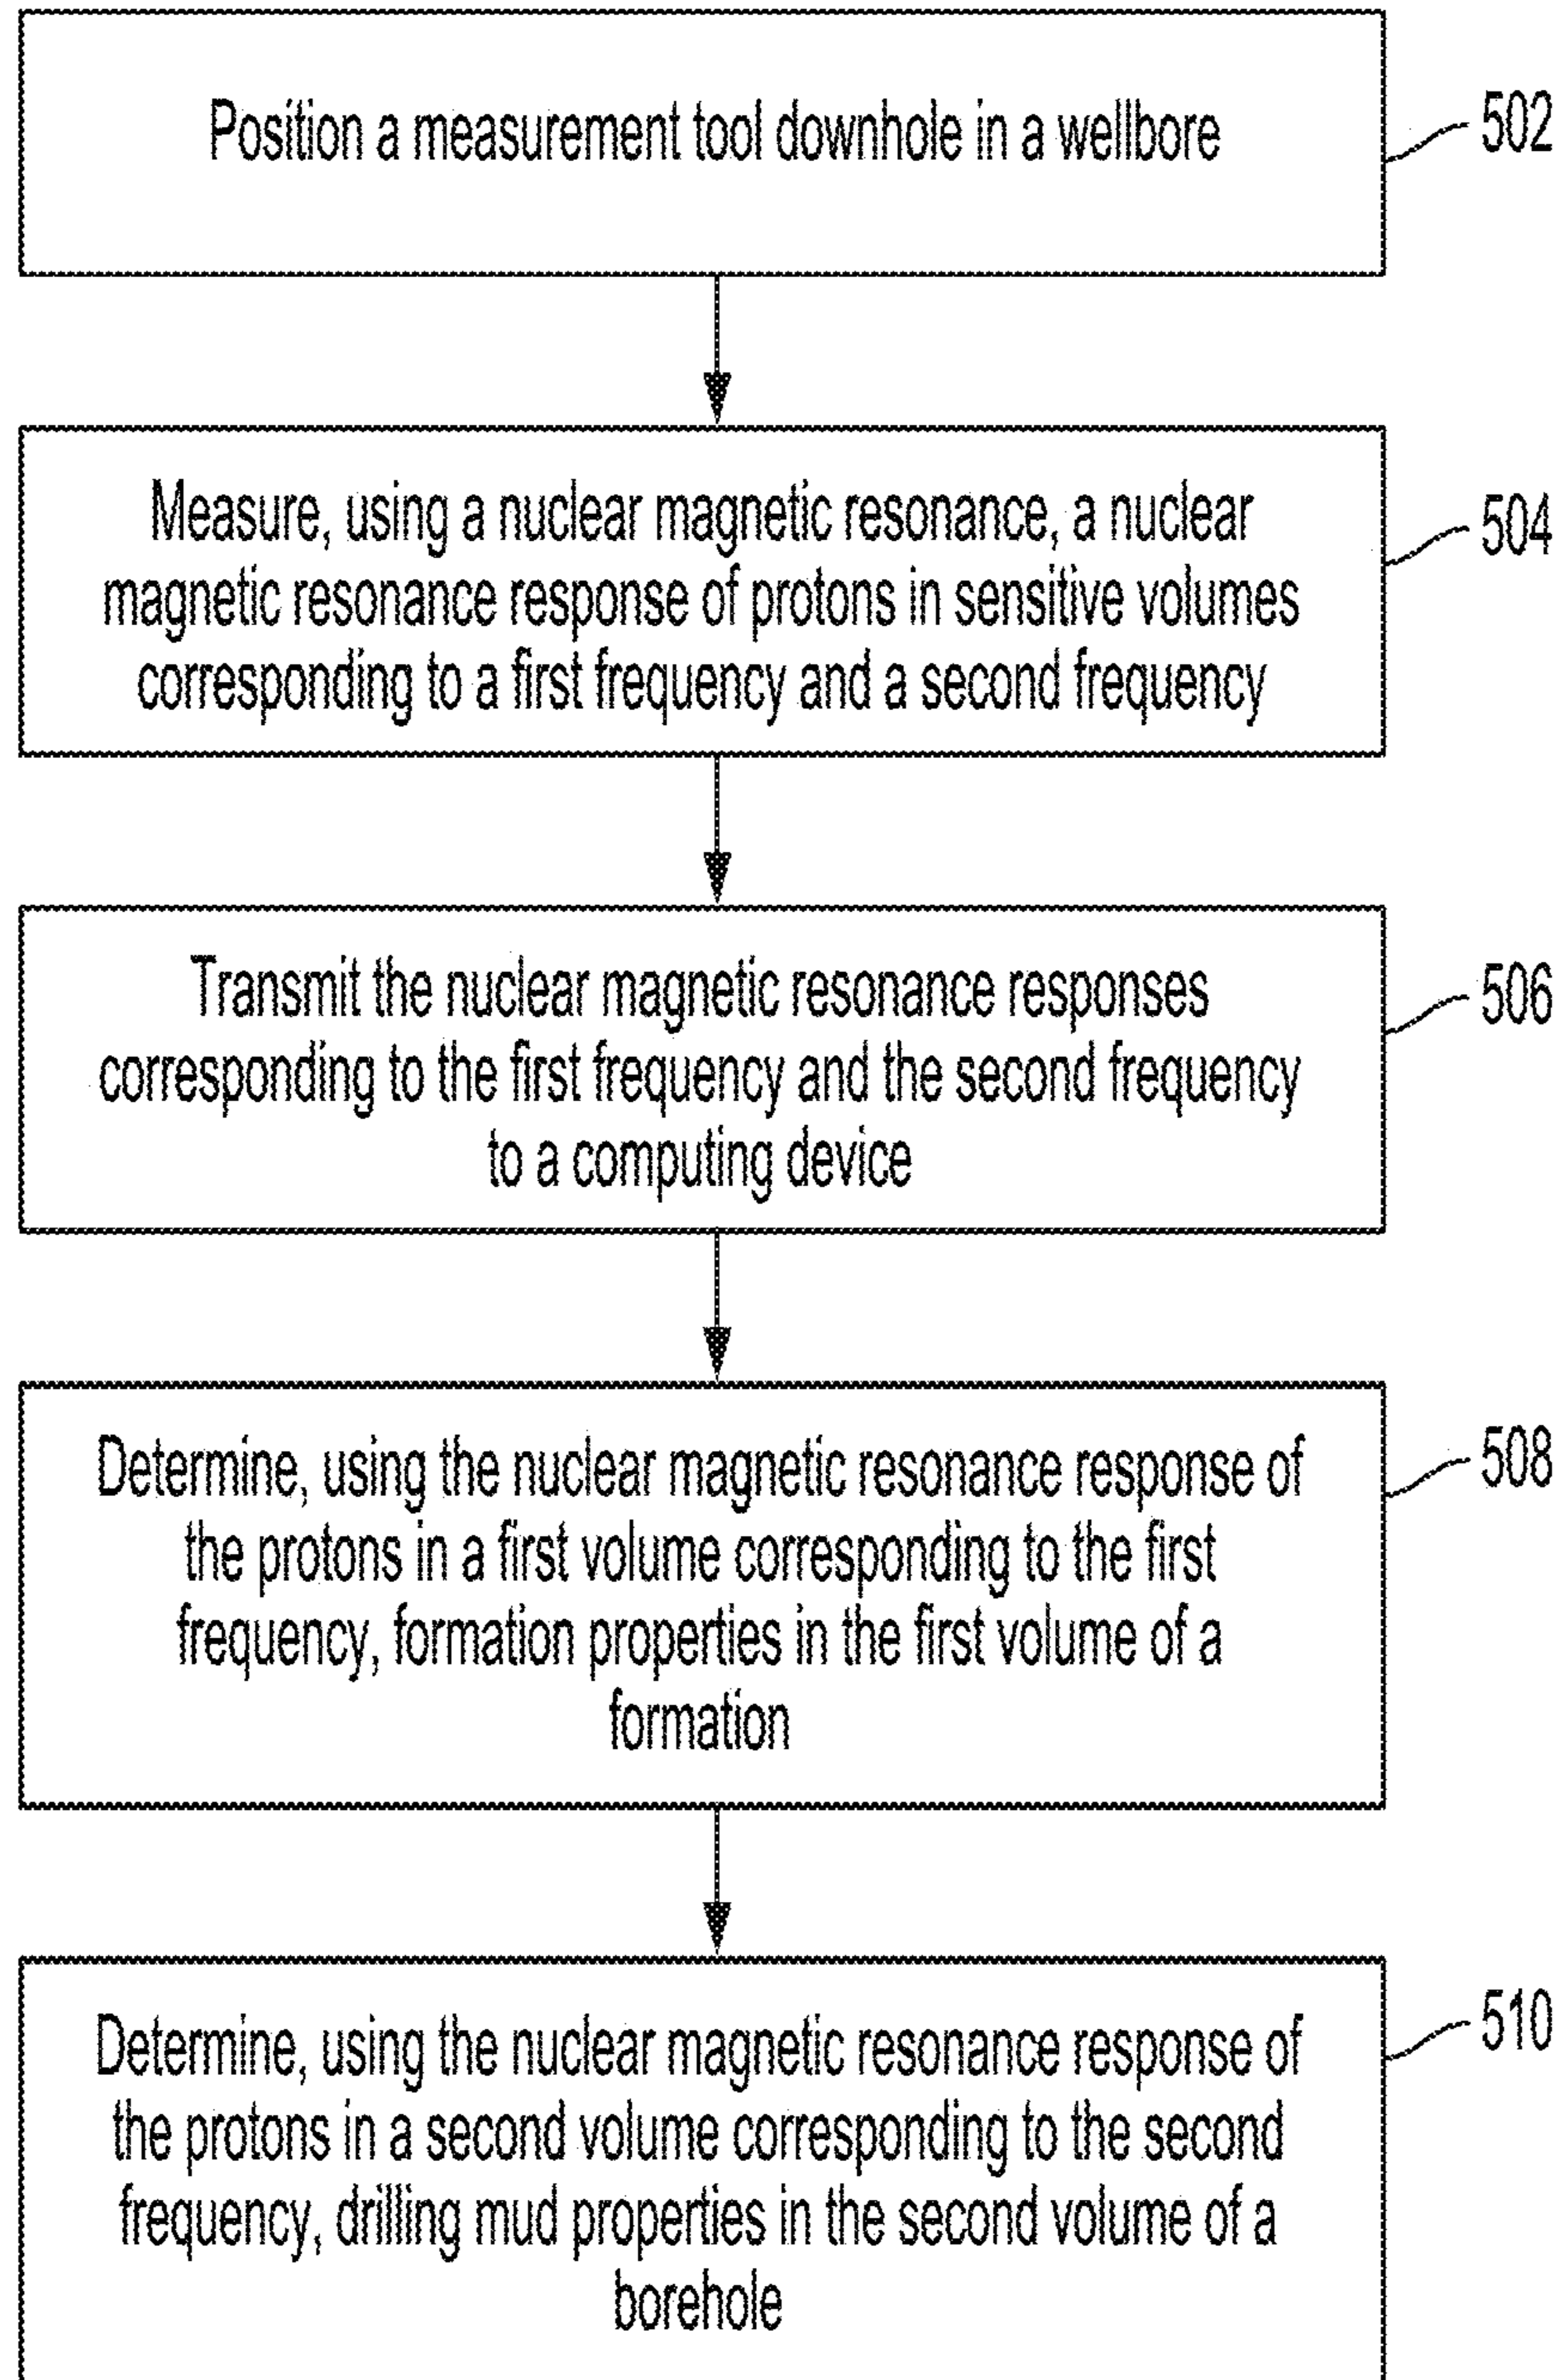 Position a measurement tool downhole in a wellbore
502
Measure, using a nuclear magnetic resonance, a nuclear
magnetic resonance response of protons in sensitive volumes
corresponding to a first frequency and a second frequency
504
Transmit the nuclear magnetic resonance responses
corresponding to the first frequency and the second frequency
to a computing device
506
Determine, using the nuclear magnetic resonance response of
the protons in a first volume corresponding to the first
frequency, formation properties in the first volume of a
formation
508
Determine, using the nuclear magnetic resonance response of
the protons in a second volume corresponding to the second
frequency, drilling mud properties in the second volume of a
borehole
510